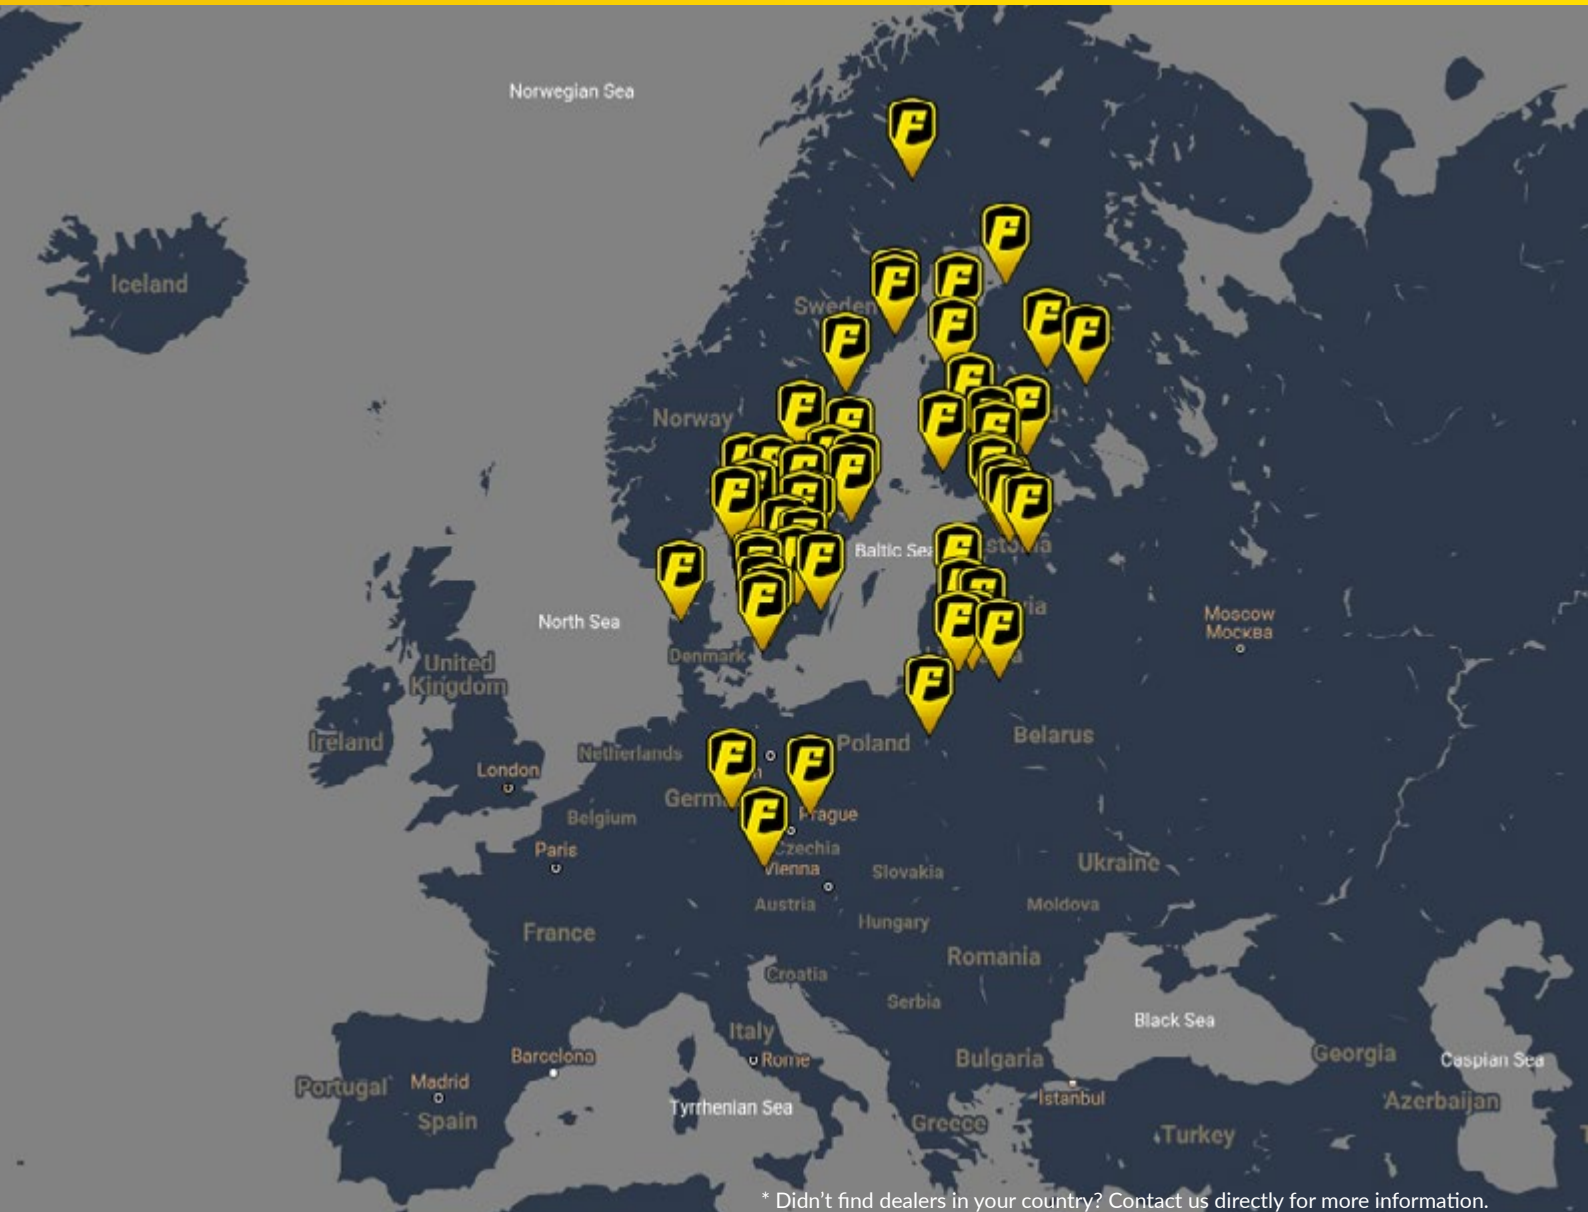 Norwegian Sea
Iceland
Sweden
Norway
Baltic Sea
Moscow
Москва
North Sea
Denmark
United
Kingdom
Ireland
Netherlands
Poland
Belarus
London
Belgium
Prague
Paris
Czechia
Vienna
Slovakia
Ukraine
Austria
Moldova
Hungary
France
Romania
Croatia
Serbia
Black Sea
Italy
Rome
Barcelona
Bulgaria
Georgia
Caspian Sea
Portugal
Madrid
Spain
Istanbul
Azerbaijan
Tyrrhenian Sea
Greece
Turkey
* Didn't find dealers in your country? Contact us directly for more information.